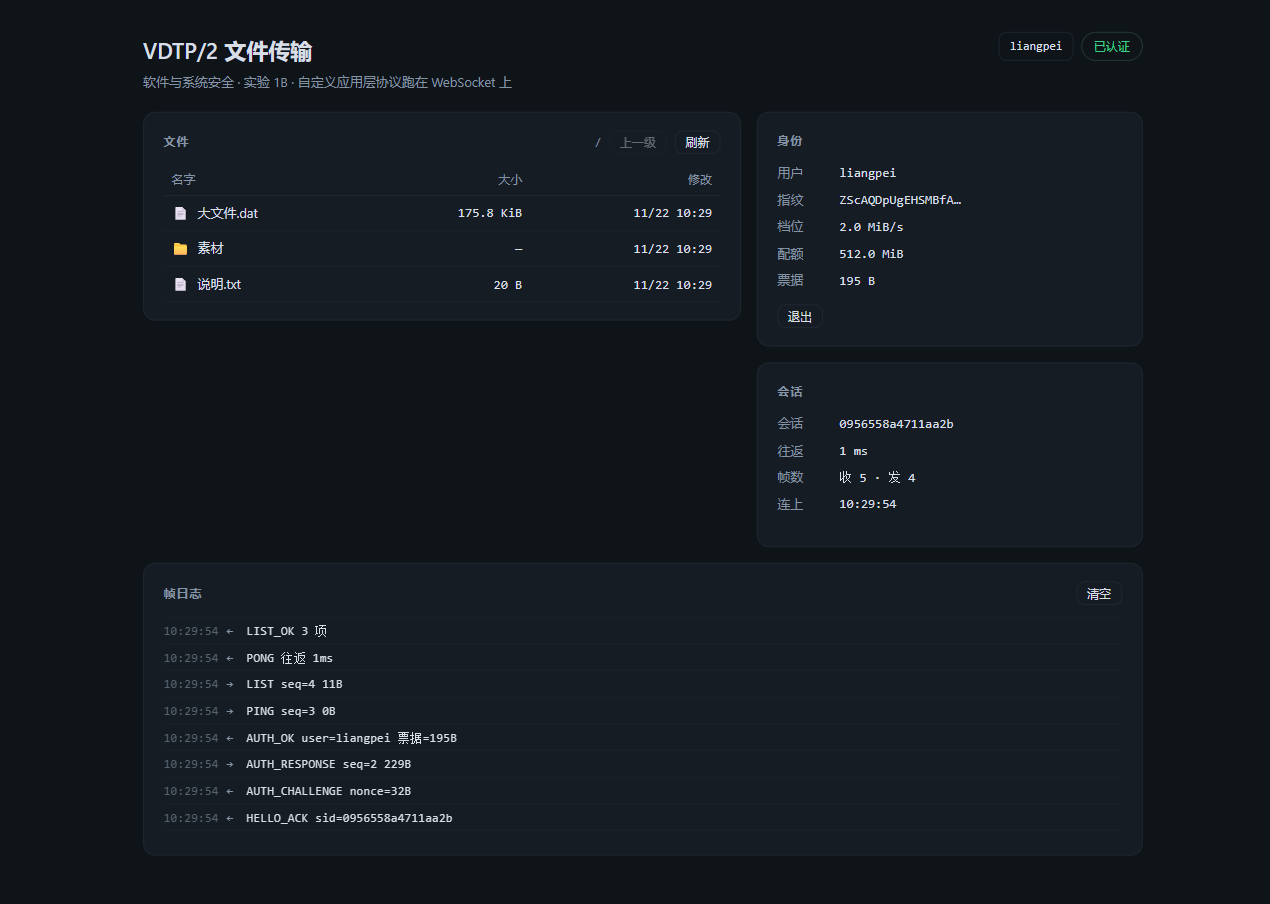 VDTP/2 文件传输
liangpei 已认证
软件与系统安全 · 实验 1B · 自定义应用层协议跑在 WebSocket 上
文件 / 上一级 刷新
名字 大小 修改
大文件.dat 175.8 KiB 11/22 10:29
素材 — 11/22 10:29
说明.txt 20 B 11/22 10:29
身份
用户 liangpei
指纹 ZScAQDpUgEHSMBfA…
档位 2.0 MiB/s
配额 512.0 MiB
票据 195 B
退出
会话
会话 0956558a4711aa2b
往返 1 ms
帧数 收 5 · 发 4
连上 10:29:54
帧日志 清空
10:29:54 ← LIST_OK 3 项
10:29:54 ← PONG 往返 1ms
10:29:54 → LIST seq=4 11B
10:29:54 → PING seq=3 0B
10:29:54 ← AUTH_OK user=liangpei 票据=195B
10:29:54 → AUTH_RESPONSE seq=2 229B
10:29:54 ← AUTH_CHALLENGE nonce=32B
10:29:54 ← HELLO_ACK sid=0956558a4711aa2b